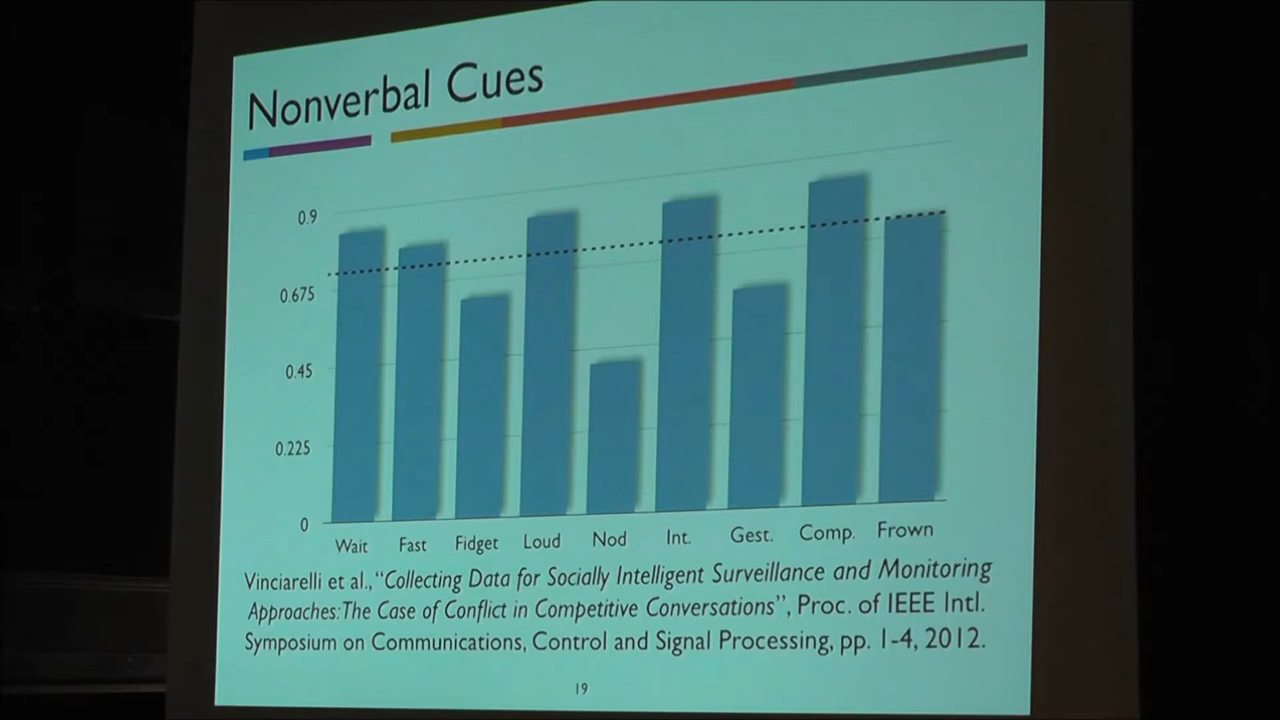 Nonverbal Cues
0.9
0.675
0.45
0.225
0
Wait Fast Fidget Loud Nod Int. Gest. Comp. Frown
Vinciarelli et al., “Collecting Data for Socially Intelligent Surveillance and Monitoring
Approaches: The Case of Conflict in Competitive Conversations”, Proc. of IEEE Intl.
Symposium on Communications, Control and Signal Processing, pp. 1-4, 2012.
19